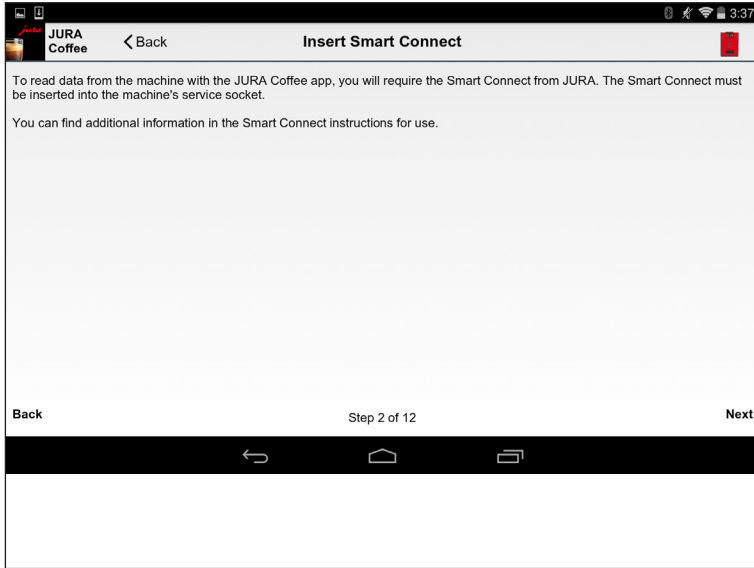 3:37
jura
JURA
Coffee
Back
Insert Smart Connect
To read data from the machine with the JURA Coffee app, you will require the Smart Connect from JURA. The Smart Connect must
be inserted into the machine's service socket.
You can find additional information in the Smart Connect instructions for use.
Back
Step 2 of 12
Next